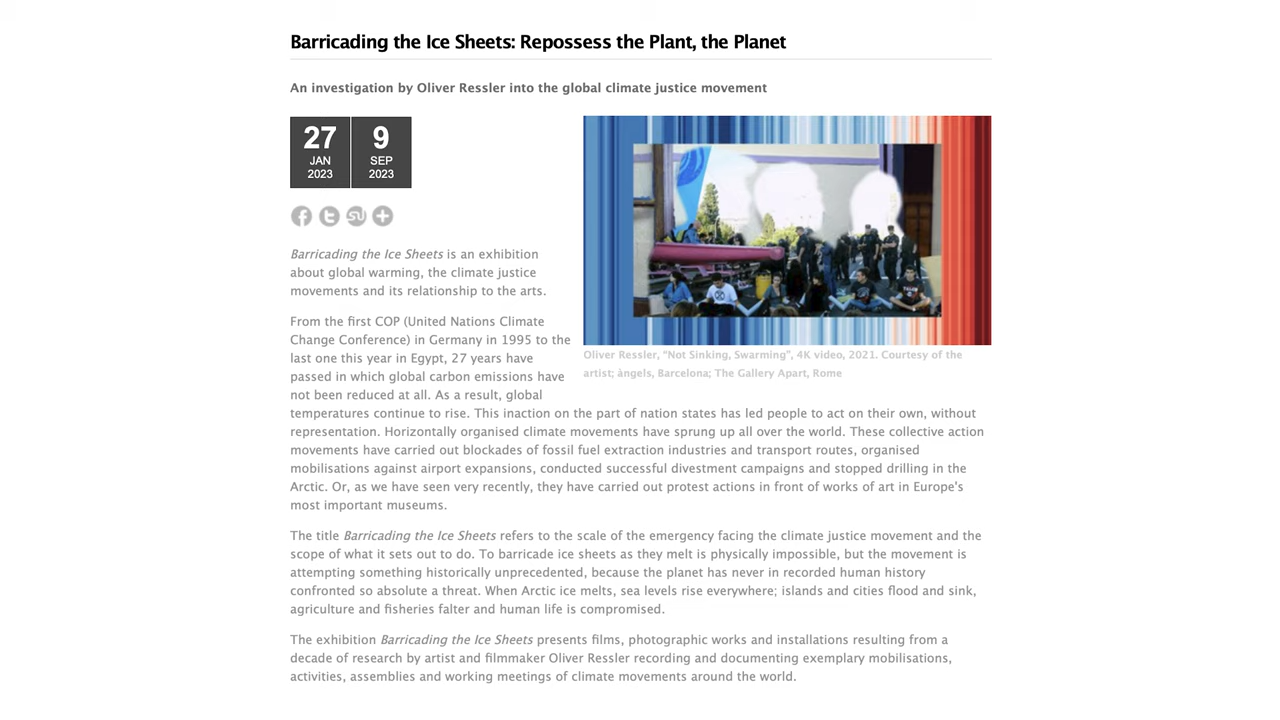 Barricading the Ice Sheets: Repossess the Plant, the Planet
An investigation by Oliver Ressler into the global climate justice movement
27 JAN 2023
9 SEP 2023
Barricading the Ice Sheets is an exhibition
about global warming, the climate justice
movements and its relationship to the arts.
From the first COP (United Nations Climate
Change Conference) in Germany in 1995 to the
last one this year in Egypt, 27 years have
passed in which global carbon emissions have
not been reduced at all. As a result, global
temperatures continue to rise. This inaction on the part of nation states has led people to act on their own, without
representation. Horizontally organised climate movements have sprung up all over the world. These collective action
movements have carried out blockades of fossil fuel extraction industries and transport routes, organised
mobilisations against airport expansions, conducted successful divestment campaigns and stopped drilling in the
Arctic. Or, as we have seen very recently, they have carried out protest actions in front of works of art in Europe's
most important museums.
Oliver Ressler, "Not Sinking, Swarming", 4K video, 2021. Courtesy of the
artist; àngels, Barcelona; The Gallery Apart, Rome
The title Barricading the Ice Sheets refers to the scale of the emergency facing the climate justice movement and the
scope of what it sets out to do. To barricade ice sheets as they melt is physically impossible, but the movement is
attempting something historically unprecedented, because the planet has never in recorded human history
confronted so absolute a threat. When Arctic ice melts, sea levels rise everywhere; islands and cities flood and sink,
agriculture and fisheries falter and human life is compromised.
The exhibition Barricading the Ice Sheets presents films, photographic works and installations resulting from a
decade of research by artist and filmmaker Oliver Ressler recording and documenting exemplary mobilisations,
activities, assemblies and working meetings of climate movements around the world.